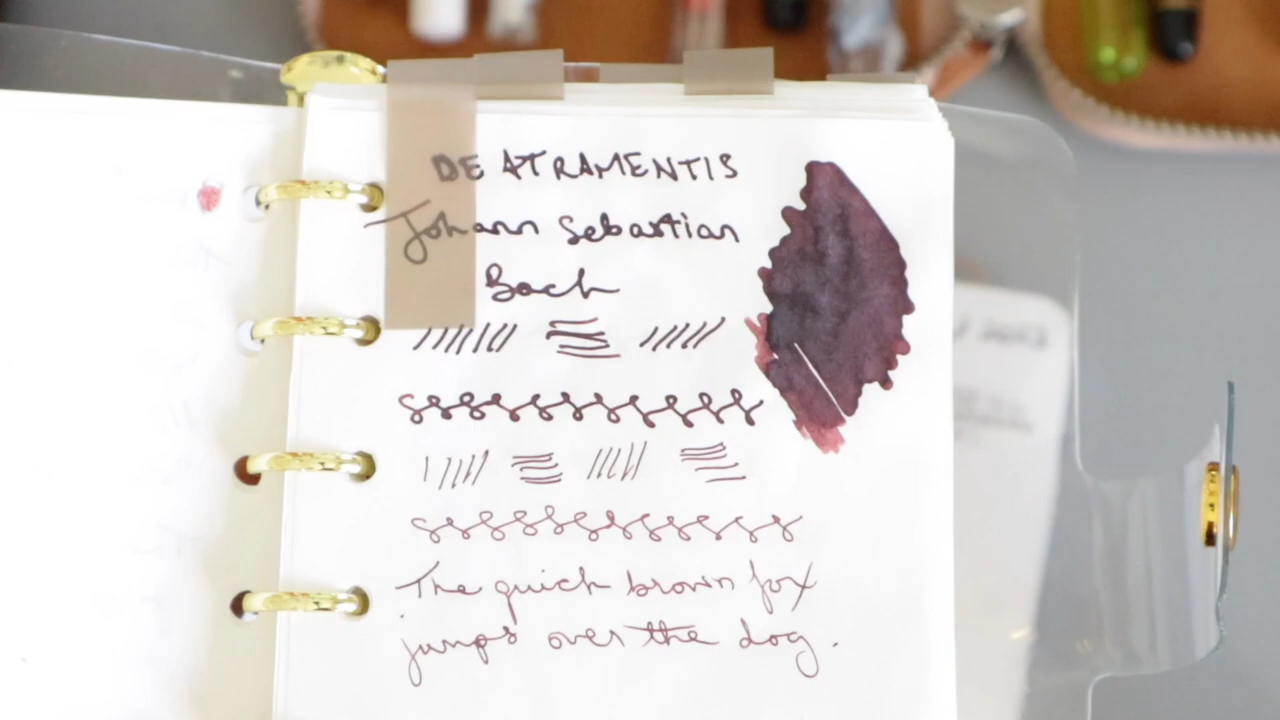 DE ATRAMENTIS
Johann Sebastian
Bach
The quick brown fox
jumps over the dog.